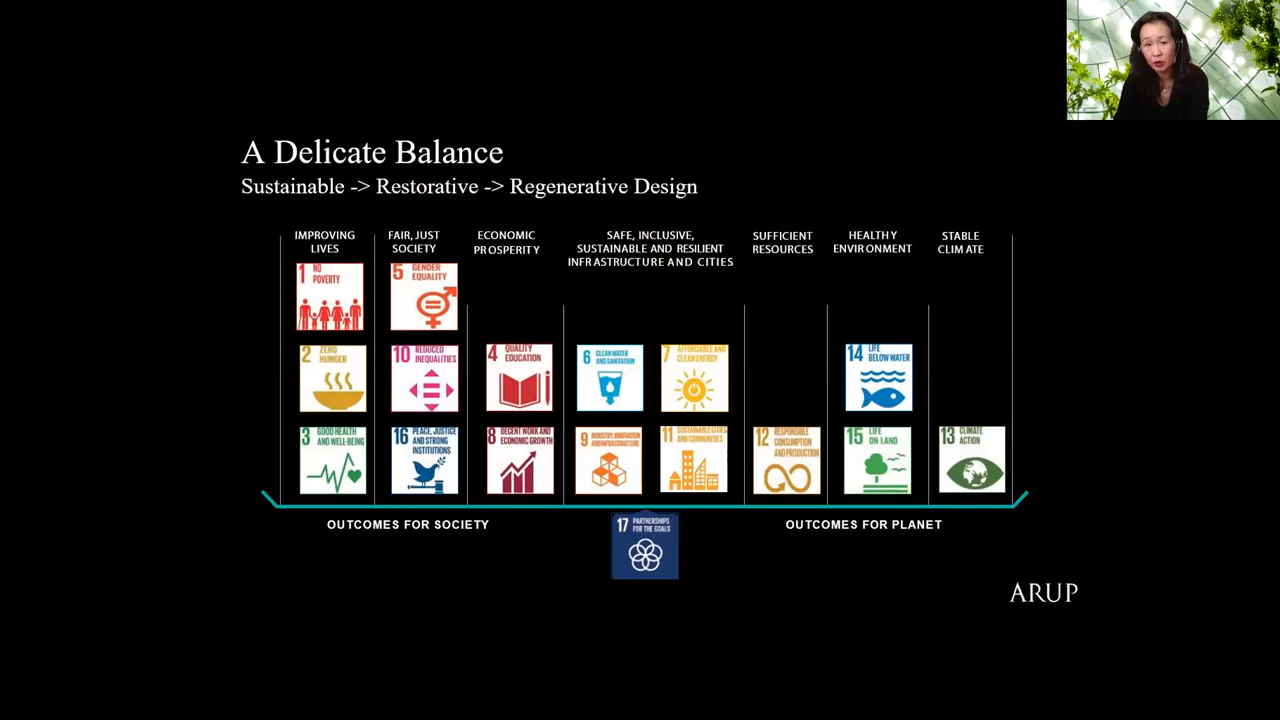 A Delicate Balance
Sustainable -> Restorative -> Regenerative Design
IMPROVING
LIVES
FAIR, JUST
SOCIETY
ECONOMIC
PROSPERITY
SAFE, INCLUSIVE,
SUSTAINABLE AND RESILIENT
INFRASTRUCTURE AND CITIES
SUFFICIENT
RESOURCES
HEALTHY
ENVIRONMENT
STABLE
CLIMATE
1 NO
POVERTY
5 GENDER
EQUALITY
2 ZERO
HUNGER
10 REDUCED
INEQUALITIES
4 QUALITY
EDUCATION
6 CLEAN WATER
AND SANITATION
7 AFFORDABLE AND
CLEAN ENERGY
14 LIFE
BELOW WATER
3 GOOD HEALTH
AND WELL-BEING
16 PEACE, JUSTICE
AND STRONG
INSTITUTIONS
8 DECENT WORK AND
ECONOMIC GROWTH
9 INDUSTRY, INNOVATION
AND INFRASTRUCTURE
11 SUSTAINABLE CITIES
AND COMMUNITIES
12 RESPONSIBLE
CONSUMPTION
AND PRODUCTION
15 LIFE
ON LAND
13 CLIMATE
ACTION
OUTCOMES FOR SOCIETY
OUTCOMES FOR PLANET
17 PARTNERSHIPS
FOR THE GOALS
ARUP